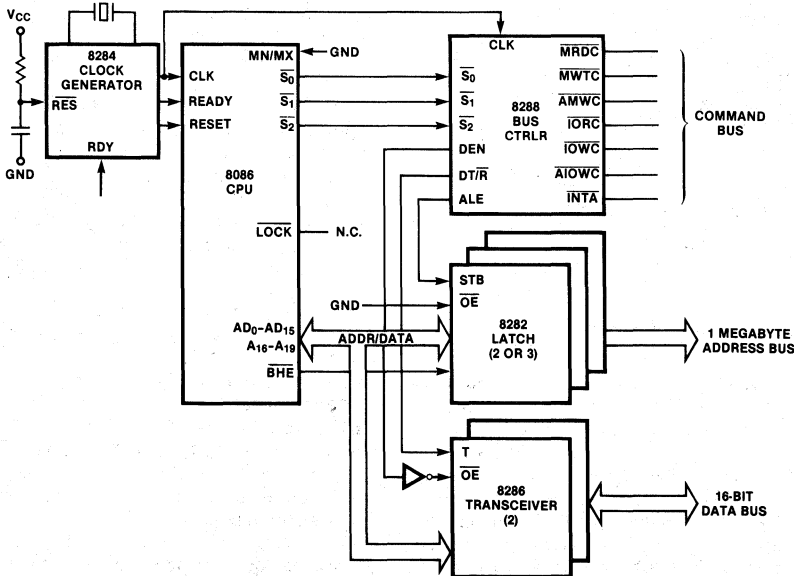 VCC
8284
CLOCK
GENERATOR
RES
RDY
GND
MN/MX
GND
CLK
READY
RESET
S0
S1
S2
8086
CPU
LOCK
N.C.
AD0-AD15
A16-A19
BHE
ADDR/DATA
CLK
S0
S1
S2
DEN
DT/R
ALE
8288
BUS
CTRLR
MRDC
MWTC
AMWC
IORC
IOWC
AIOWC
INTA
COMMAND
BUS
STB
GND
OE
8282
LATCH
(2 OR 3)
1 MEGABYTE
ADDRESS BUS
T
OE
8286
TRANSCEIVER
(2)
16-BIT
DATA BUS